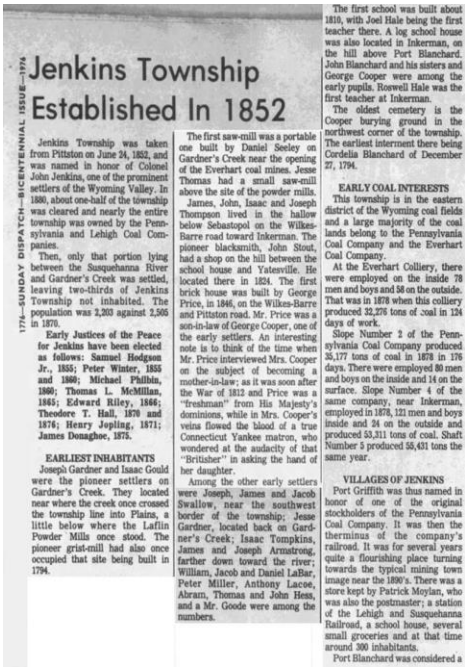 1776—SUNDAY DISPATCH—BICENTENNIAL ISSUE—1976
Jenkins Township
Established In 1852
Jenkins Township was taken
from Pittston on June 24, 1852, and
was named in honor of Colonel
John Jenkins, one of the prominent
settlers of the Wyoming Valley. In
1880, about one-half of the township
was cleared and nearly the entire
township was owned by the Penn-
sylvania and Lehigh Coal Com-
panies.
Then, only that portion lying
between the Susquehanna River
and Gardner's Creek was settled,
leaving two-thirds of Jenkins
Township not inhabited. The
population was 2,203 against 2,505
in 1870.
Early Justices of the Peace
for Jenkins have been elected
as follows: Samuel Hodgson
Jr., 1855; Peter Winter, 1855
and 1860; Michael Philbin,
1860; Thomas L. McMillan,
1865; Edward Riley, 1866;
Theodore T. Hall, 1870 and
1876; Henry Jopling, 1871;
James Donaghoe, 1875.
EARLIEST INHABITANTS
Joseph Gardner and Isaac Gould
were the pioneer settlers on
Gardner's Creek. They located
near where the creek once crossed
the township line into Plains, a
little below where the Laflin
Powder Mills once stood. The
pioneer grist-mill had also once
occupied that site being built in
1794.
The first saw-mill was a portable
one built by Daniel Seeley on
Gardner's Creek near the opening
of the Everhart coal mines. Jesse
Thomas had a small saw-mill
above the site of the powder mills.
James, John, Isaac and Joseph
Thompson lived in the hallow
below Sebastopol on the Wilkes-
Barre road toward Inkerman. The
pioneer blacksmith, John Stout,
had a shop on the hill between the
school house and Yatesville. He
located there in 1824. The first
brick house was built by George
Price, in 1846, on the Wilkes-Barre
and Pittston road. Mr. Price was a
son-in-law of George Cooper, one of
the early settlers. An interesting
note is to think of the time when
Mr. Price interviewed Mrs. Cooper
on the subject of becoming a
mother-in-law; as it was soon after
the War of 1812 and Price was a
"freshman" from His Majesty's
dominions, while in Mrs. Cooper's
veins flowed the blood of a true
Connecticut Yankee matron, who
wondered at the audacity of that
"Britisher" in asking the hand of
her daughter.
Among the other early settlers
were Joseph, James and Jacob
Swallow, near the southwest
border of the township; Jesse
Gardner, located back on Gard-
ner's Creek; Isaac Tompkins,
James and Joseph Armstrong,
farther down toward the river;
William, Jacob and Daniel LaBar,
Peter Miller, Anthony Lacoe,
Abram, Thomas and John Hess,
and a Mr. Goode were among the
numbers.
The first school was built about
1810, with Joel Hale being the first
teacher there. A log school house
was also located in Inkerman, on
the hill above Port Blanchard.
John Blanchard and his sisters and
George Cooper were among the
early pupils. Roswell Hale was the
first teacher at Inkerman.
The oldest cemetery is the
Cooper burying ground in the
northwest corner of the township.
The earliest interment there being
Cordelia Blanchard of December
27, 1794.
EARLY COAL INTERESTS
This township is in the eastern
district of the Wyoming coal fields
and a large majority of the coal
lands belong to the Pennsylvania
Coal Company and the Everhart
Coal Company.
At the Everhart Colliery, there
were employed on the inside 78
men and boys and 58 on the outside.
That was in 1878 when this colliery
produced 32,276 tons of coal in 124
days of work.
Slope Number 2 of the Penn-
sylvania Coal Company produced
35,177 tons of coal in 1878 in 176
days. There were employed 80 men
and boys on the inside and 14 on the
surface. Slope Number 4 of the
same company, near Inkerman,
employed in 1878, 121 men and boys
inside and 24 on the outside and
produced 53,311 tons of coal. Shaft
Number 5 produced 55,431 tons the
same year.
VILLAGES OF JENKINS
Port Griffith was thus named in
honor of one of the original
stockholders of the Pennsylvania
Coal Company. It was then the
therminus of the company's
railroad. It was for several years
quite a flourishing place turning
towards the typical mining town
image near the 1890's. There was a
store kept by Patrick Moylan, who
was also the postmaster; a station
of the Lehigh and Susquehanna
Railroad, a school house, several
small groceries and at that time
around 300 inhabitants.
Port Blanchard was considered a